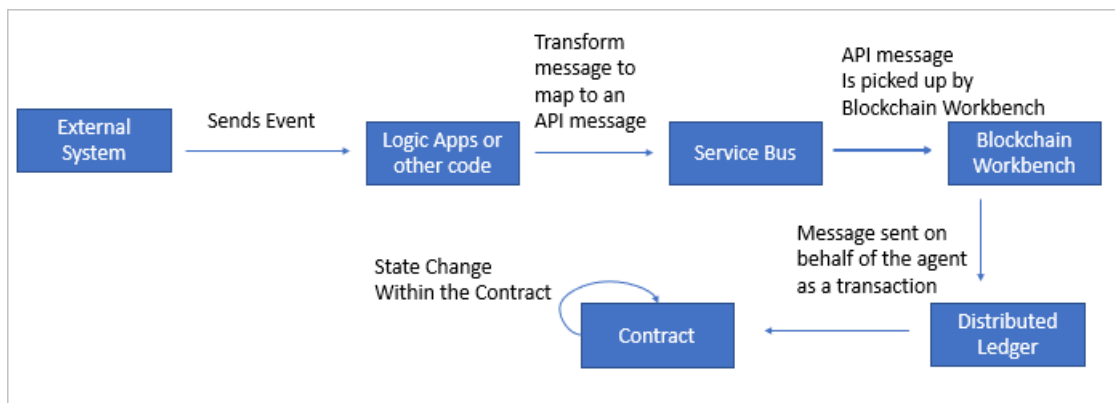 External
System
Sends Event
Logic Apps or
other code
Transform
message to
map to an
API message
Service Bus
API message
Is picked up by
Blockchain Workbench
Blockchain
Workbench
Message sent on
behalf of the agent
as a transaction
Distributed
Ledger
Contract
State Change
Within the Contract